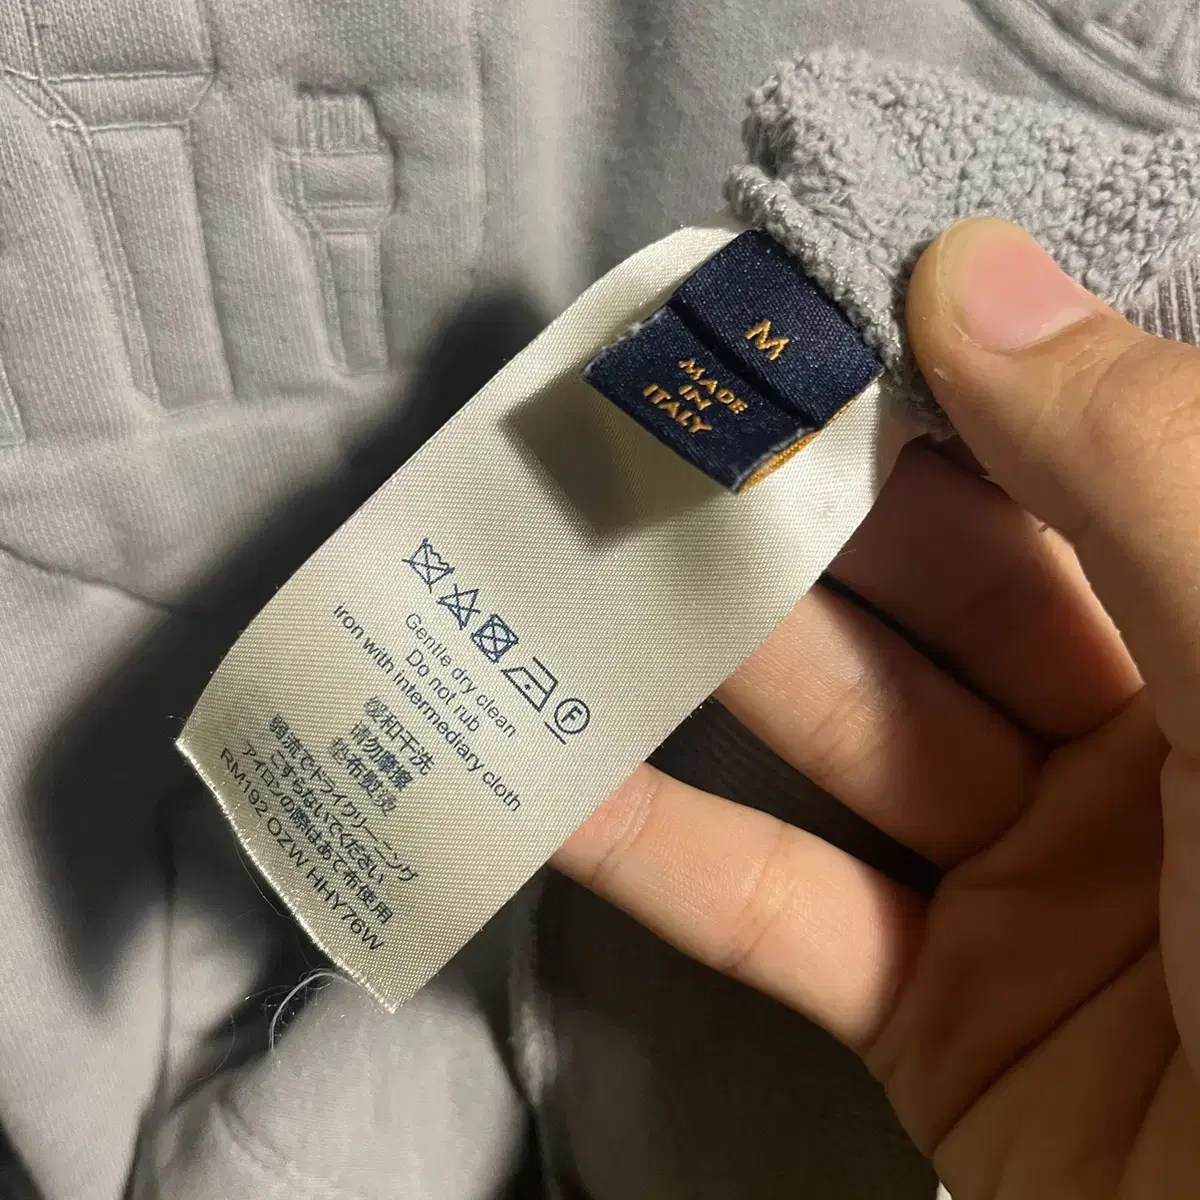 M
MADE
IN
ITALY
F
Gentle dry clean
Do not rub
Iron with intermediary cloth
缓和干洗
请勿摩擦
垫布熨烫
弱流でドライクリーニング
こすらないでください
アイロンの際はあて布使用
RM192 OZW HHY76W